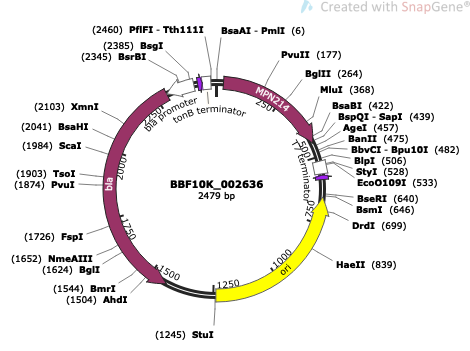 Created with SnapGene®
(2460) PflFI - Tth111I
BsaAI - PmlI (6)
(2385) BsgI
(2345) BsrBI
PvuII (177)
BglII (264)
MluI (368)
BsaBI (422)
BspQI - SapI (439)
AgeI (457)
BanII (475)
BbvCI - Bpu10I (482)
BlpI (506)
StyI (528)
EcoO109I (533)
BseRI (640)
BsmI (646)
DrdI (699)
HaeII (839)
(2103) XmnI
(2041) BsaHI
(1984) ScaI
(1903) TsoI
(1874) PvuI
(1726) FspI
(1652) NmeAIII
(1624) BglI
(1544) BmrI
(1504) AhdI
(1245) StuI
bla promoter
tonB terminator
MPN214
T7 terminator
bla
ori
250
500
750
1000
1250
1500
1750
2000
2250
BBF10K_002636
2479 bp